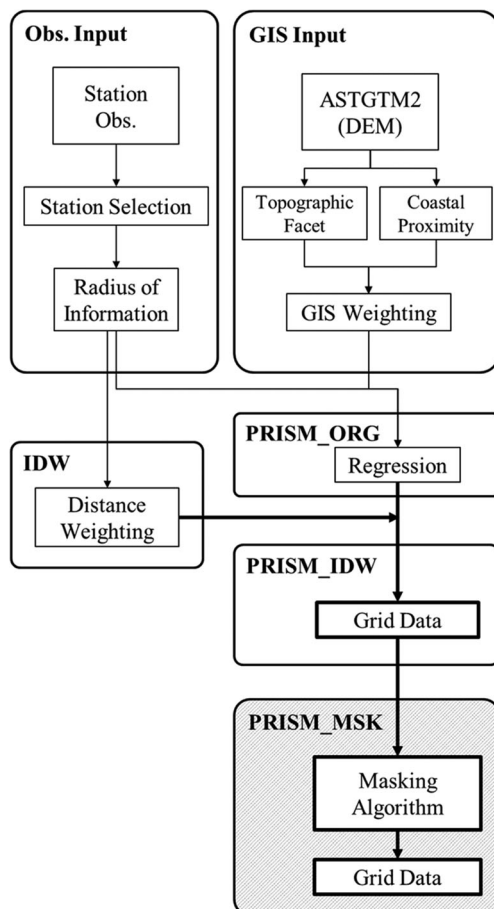 Obs. Input
Station
Obs.
Station Selection
Radius of
Information
GIS Input
ASTGTM2
(DEM)
Topographic
Facet
Coastal
Proximity
GIS Weighting
PRISM_ORG
Regression
IDW
Distance
Weighting
PRISM_IDW
Grid Data
PRISM_MSK
Masking
Algorithm
Grid Data